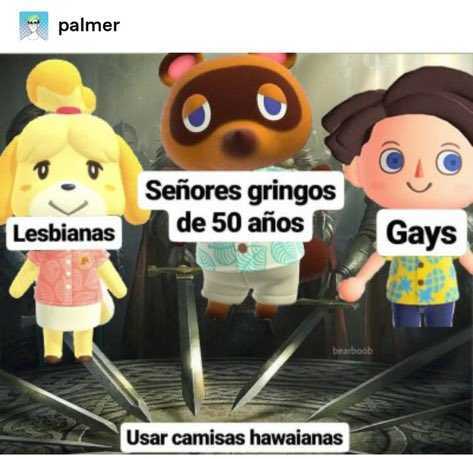 palmer
Señores gringos
de 50 años
Lesbianas
Gays
bearboob
Usar camisas hawaianas